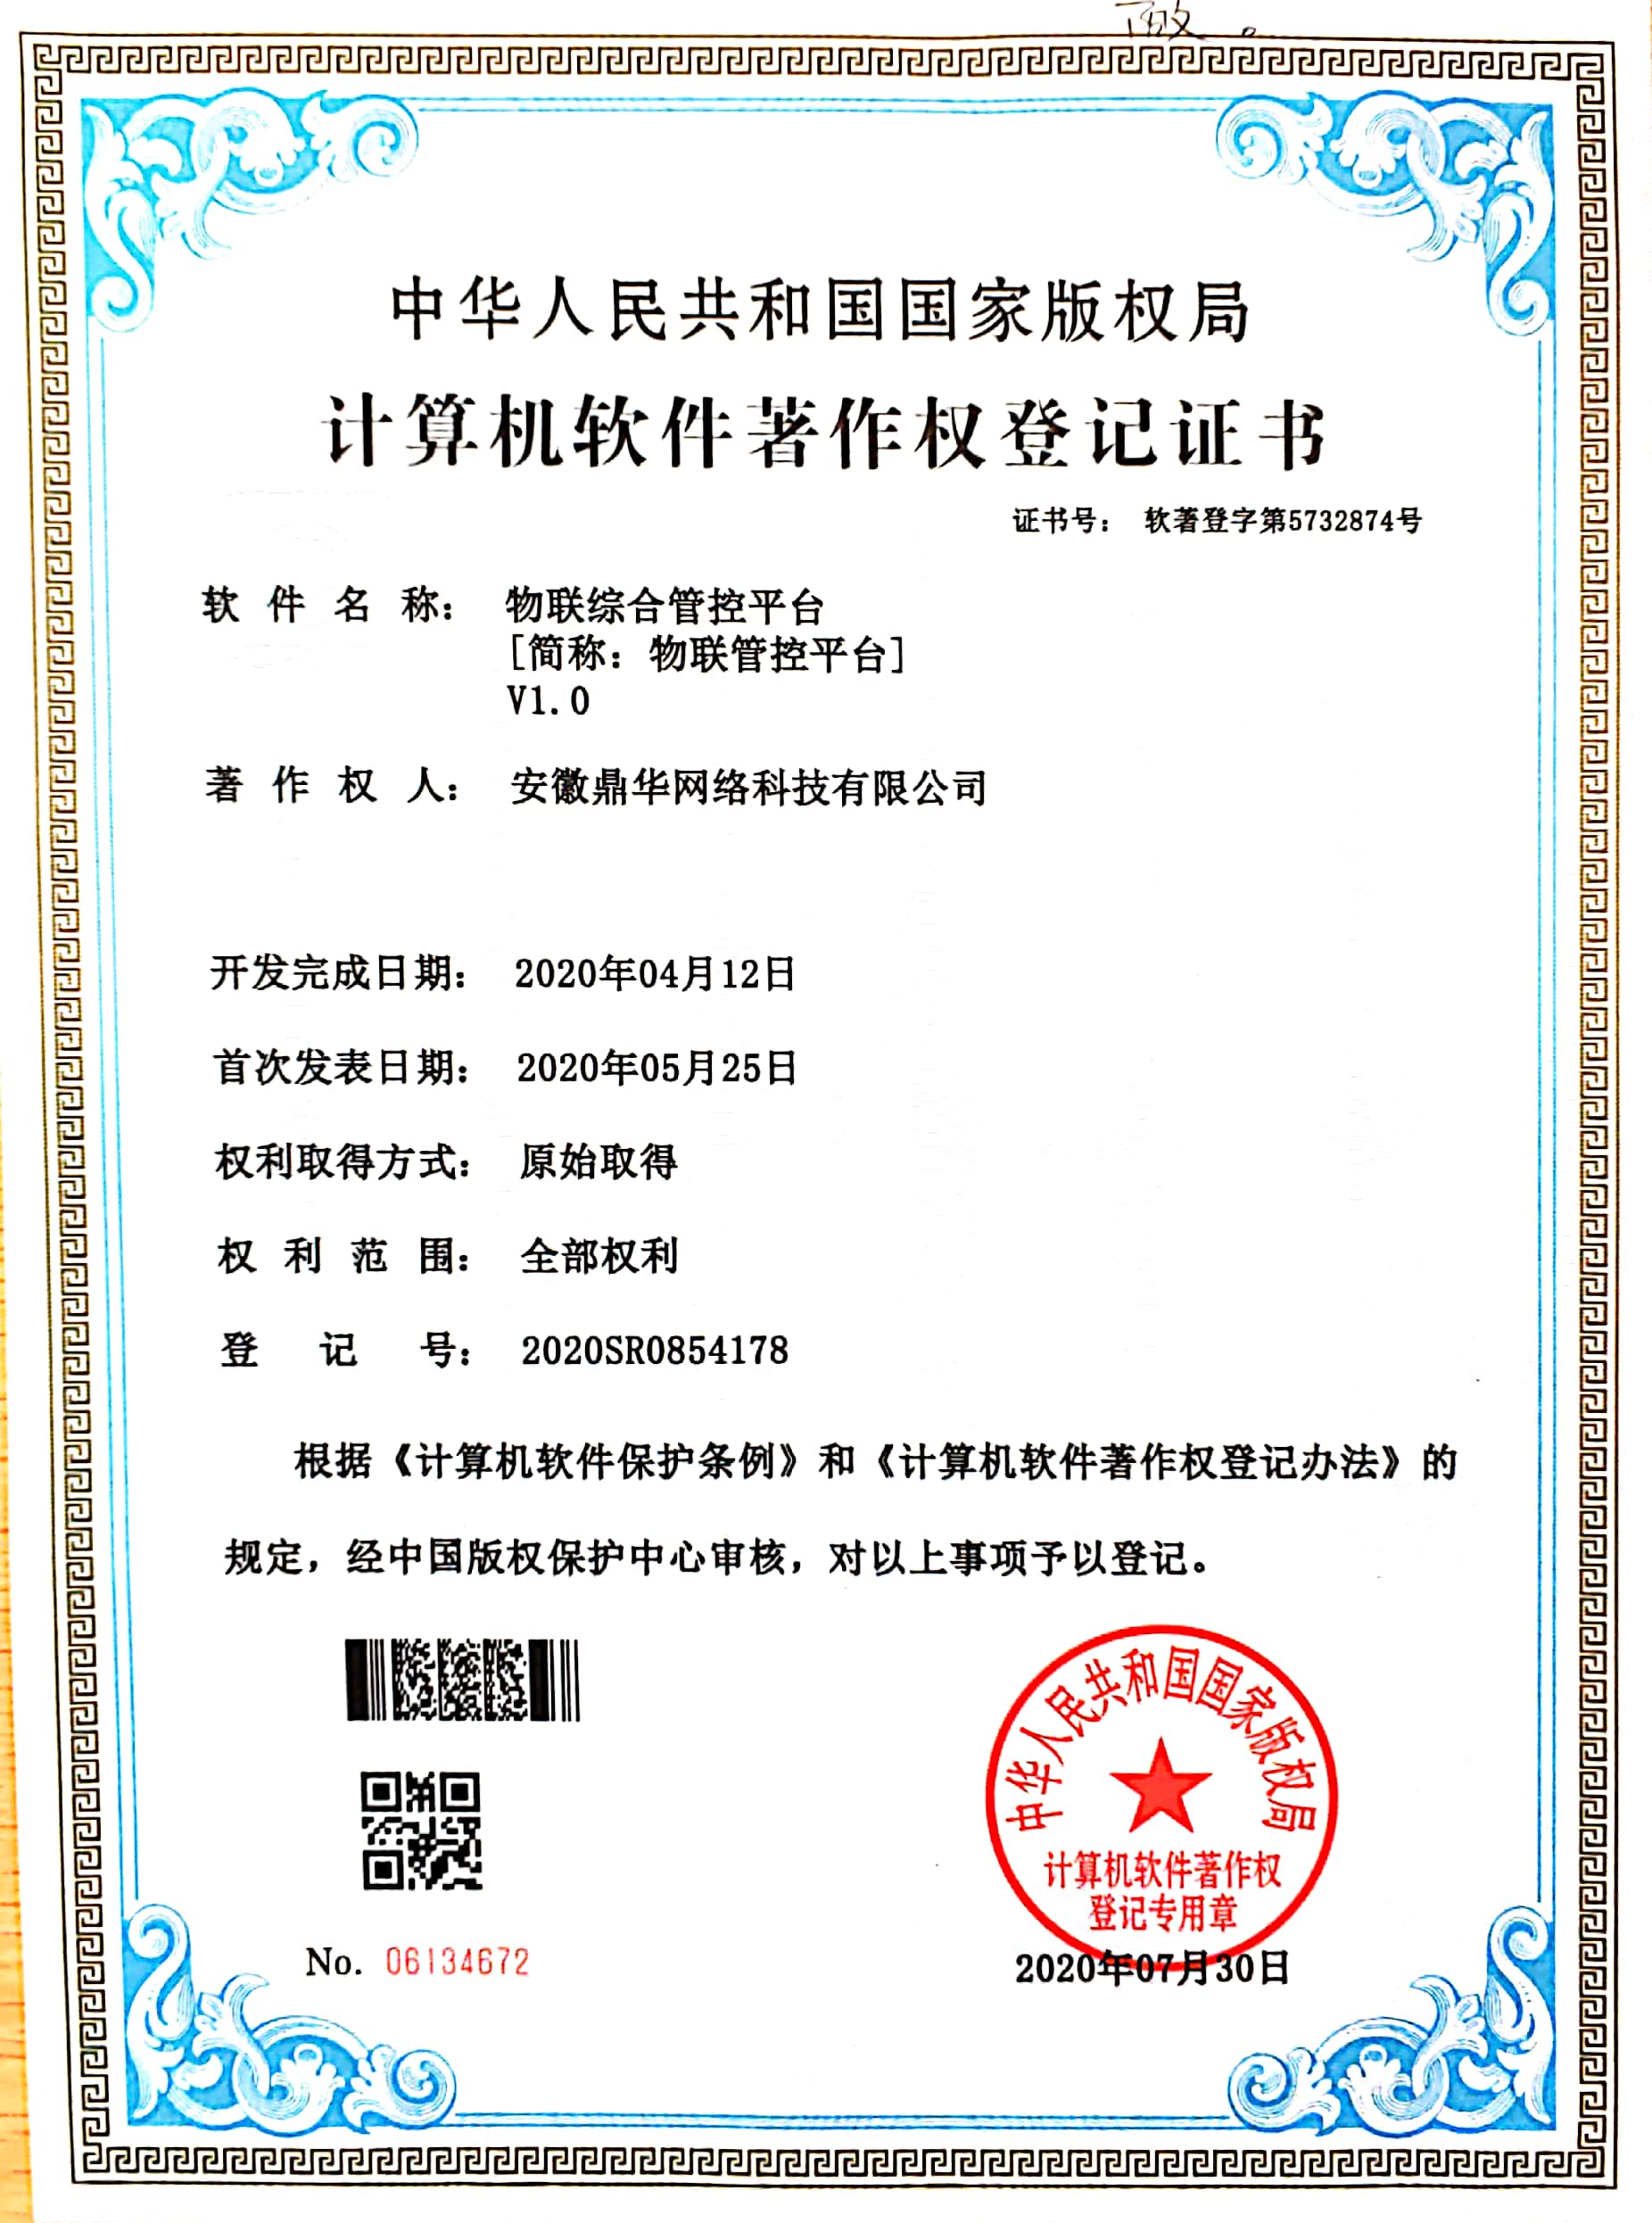 中华人民共和国国家版权局
计算机软件著作权登记证书
证书号： 软著登字第5732874号
软件名称： 物联综合管控平台
[简称：物联管控平台]
V1.0
著作权人： 安徽鼎华网络科技有限公司
开发完成日期： 2020年04月12日
首次发表日期： 2020年05月25日
权利取得方式： 原始取得
权利范围： 全部权利
登记号： 2020SR0854178
根据《计算机软件保护条例》和《计算机软件著作权登记办法》的
规定，经中国版权保护中心审核，对以上事项予以登记。
中华人民共和国国家版权局
计算机软件著作权
登记专用章
No. 06134672
2020年07月30日